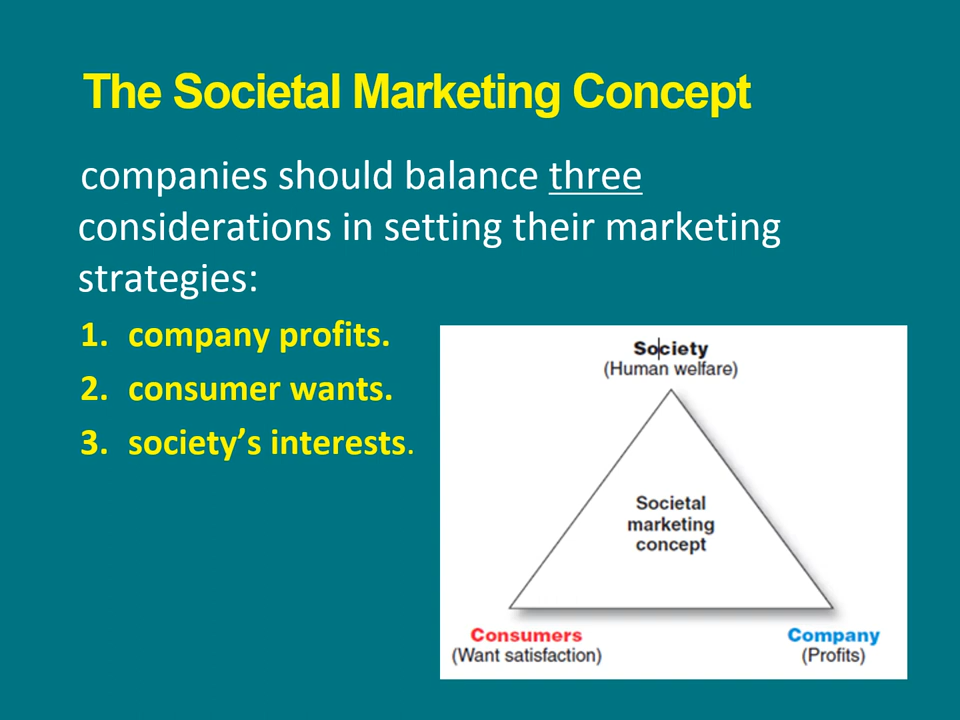 The Societal Marketing Concept
companies should balance three
considerations in setting their marketing
strategies:
1. company profits.
2. consumer wants.
3. society’s interests.
Society
(Human welfare)
Societal
marketing
concept
Consumers
(Want satisfaction)
Company
(Profits)